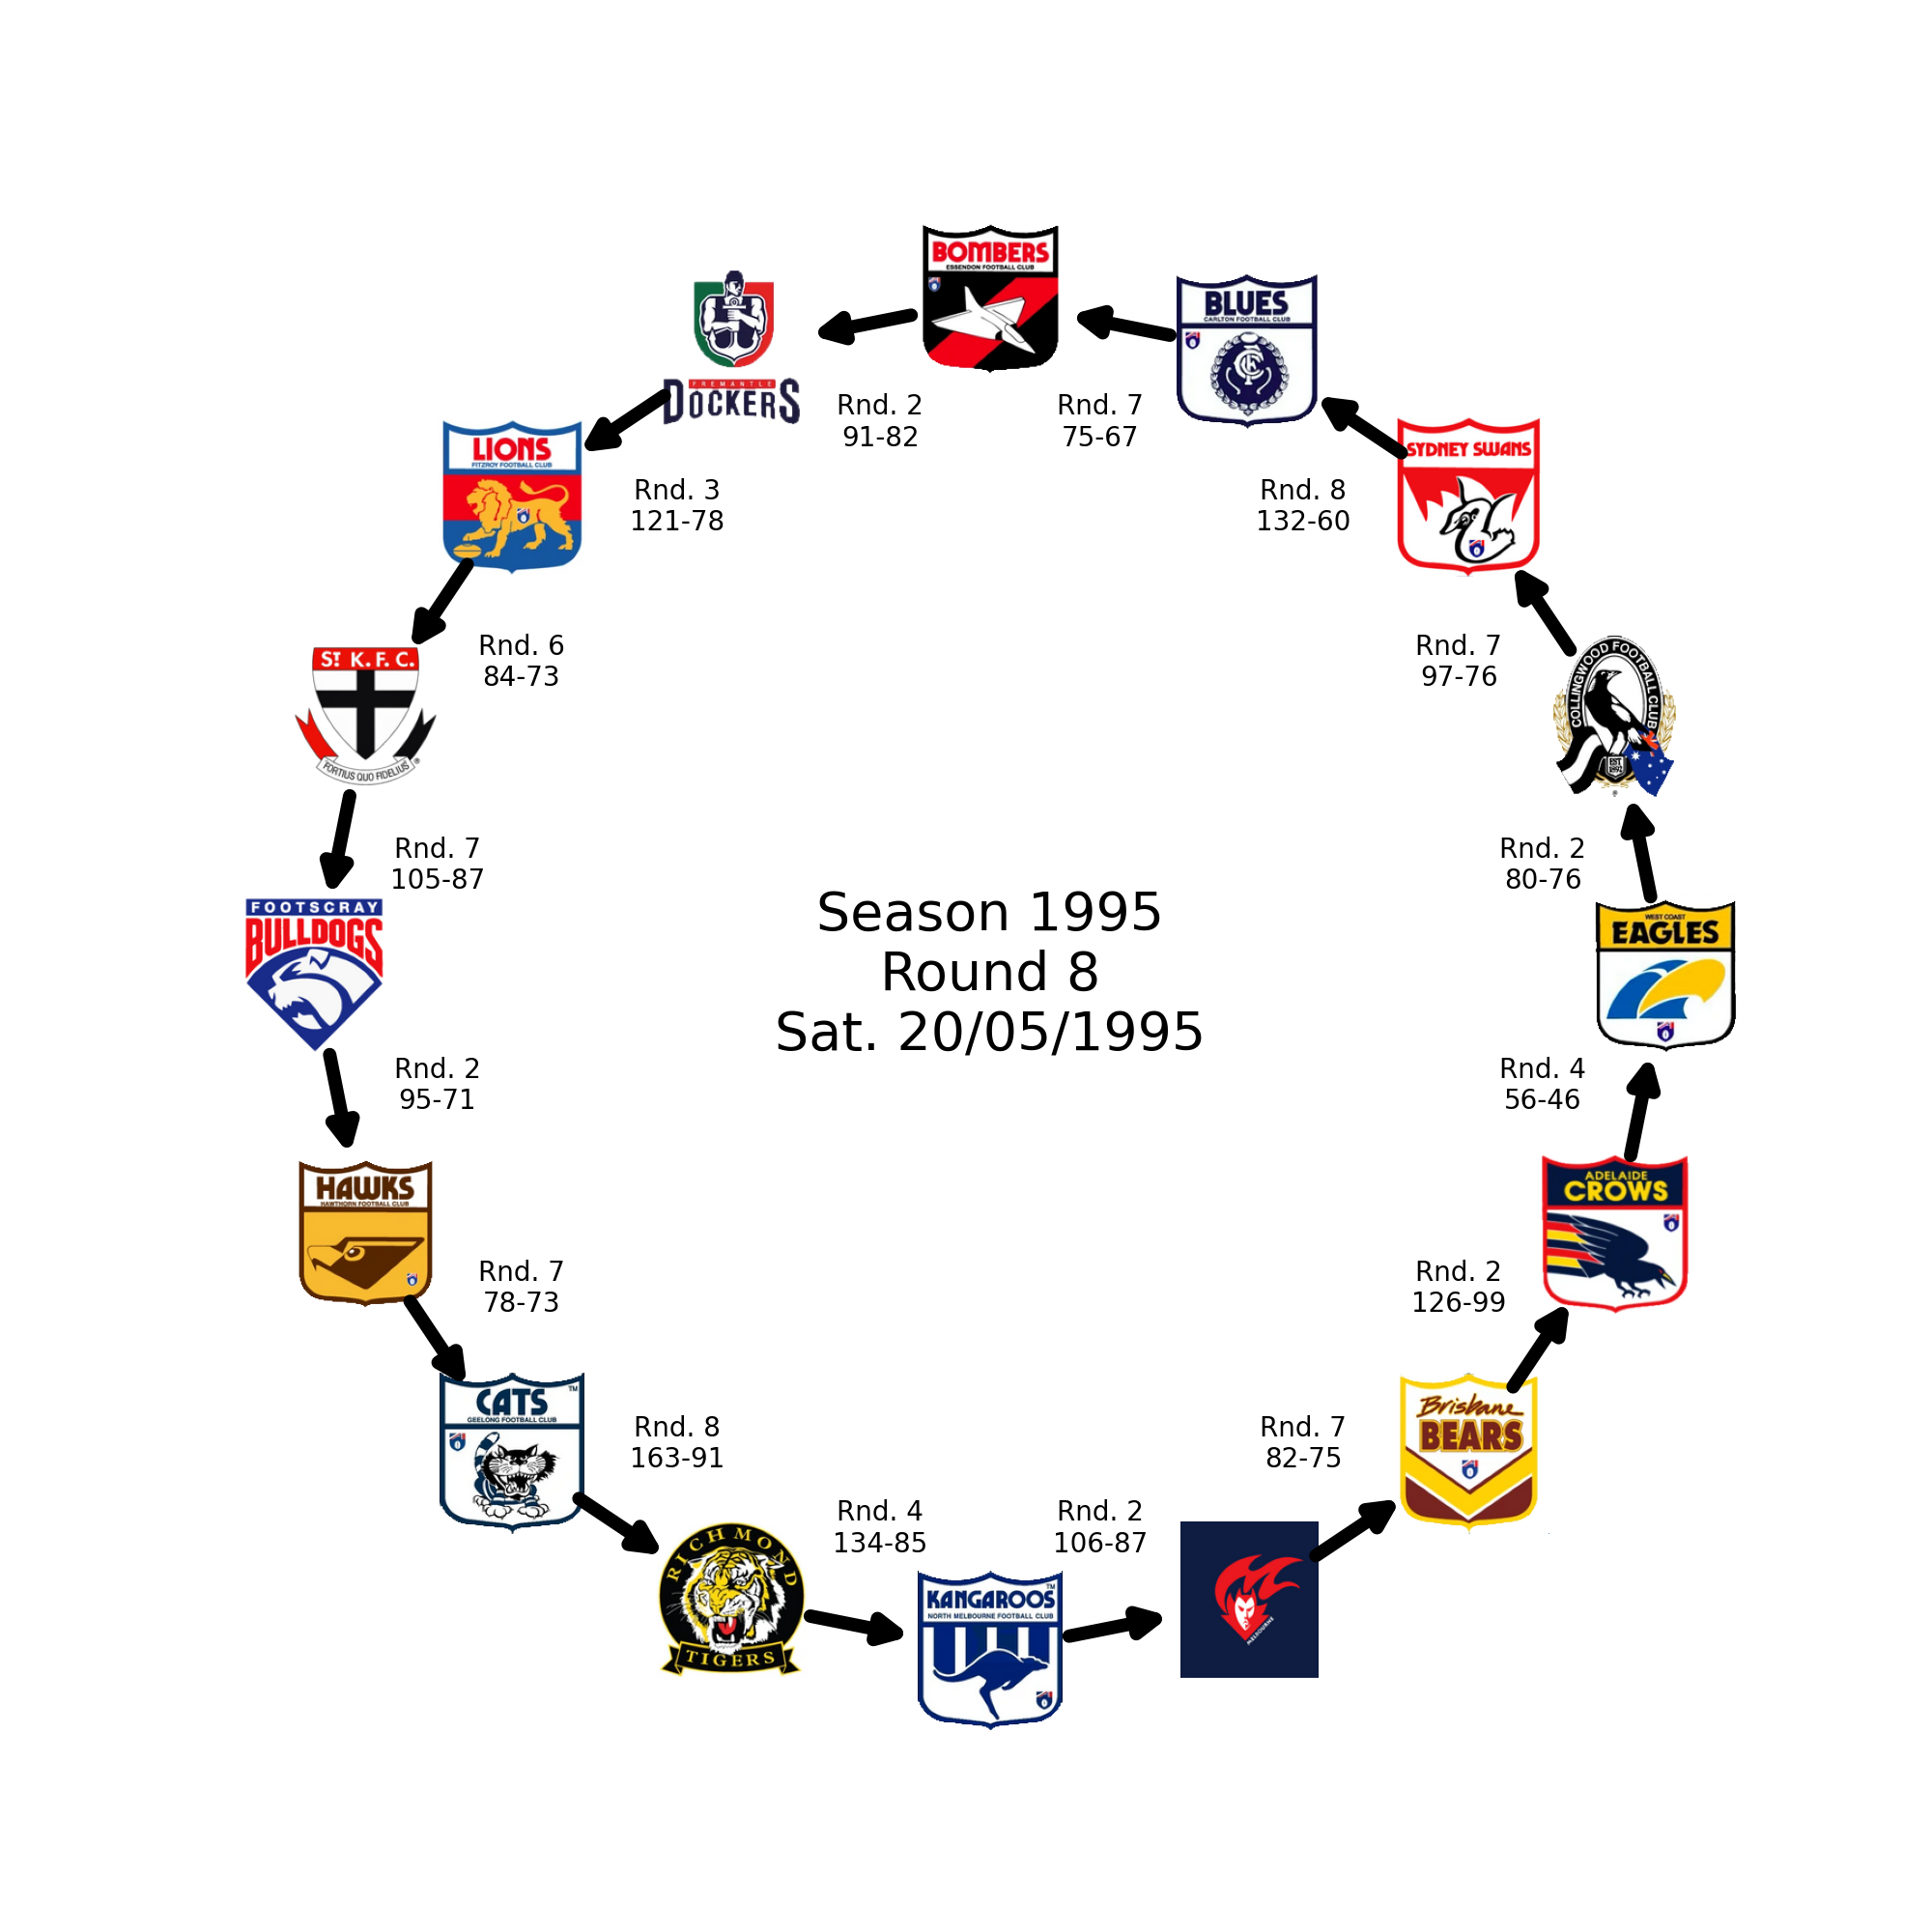 BOMBERS
ESSENDON FOOTBALL CLUB
BLUES
CARLTON FOOTBALL CLUB
FREMANTLE
DOCKERS
Rnd. 2
91-82
Rnd. 7
75-67
LIONS
FITZROY FOOTBALL CLUB
SYDNEY SWANS
Rnd. 3
121-78
Rnd. 8
132-60
ST K.F.C.
FORTIUS QUO FIDELIUS
®
Rnd. 6
84-73
Rnd. 7
97-76
COLLINGWOOD FOOTBALL CLUB
EST
1892
Rnd. 7
105-87
Rnd. 2
80-76
FOOTSCRAY
BULLDOGS
Season 1995
Round 8
Sat. 20/05/1995
WEST COAST
EAGLES
Rnd. 2
95-71
Rnd. 4
56-46
HAWKS
HAWTHORN FOOTBALL CLUB
ADELAIDE
CROWS
Rnd. 7
78-73
Rnd. 2
126-99
CATS
TM
GEELONG FOOTBALL CLUB
Brisbane
BEARS
Rnd. 8
163-91
Rnd. 7
82-75
RICHMOND
TIGERS
Rnd. 4
134-85
Rnd. 2
106-87
KANGAROOS
TM
NORTH MELBOURNE FOOTBALL CLUB
MELBOURNE